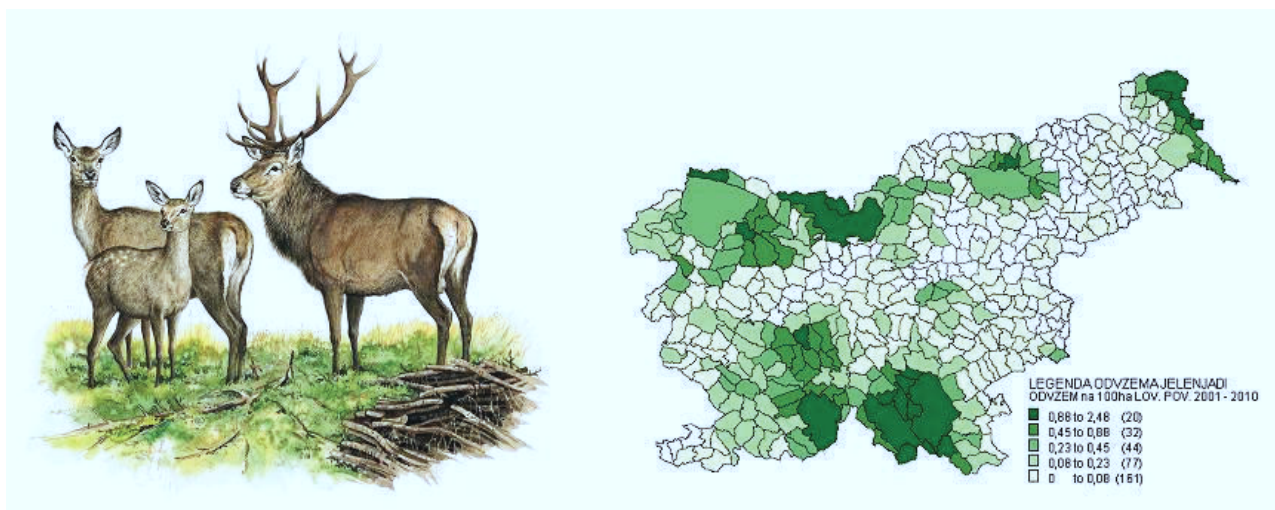 LEGENDA ODVZEMA JELENJADI
ODVZEM na 100ha LOV. POV. 2001 - 2010
0,88 to 2,48 (20)
0,45 to 0,88 (32)
0,23 to 0,45 (44)
0,08 to 0,23 (77)
0 to 0,08 (161)